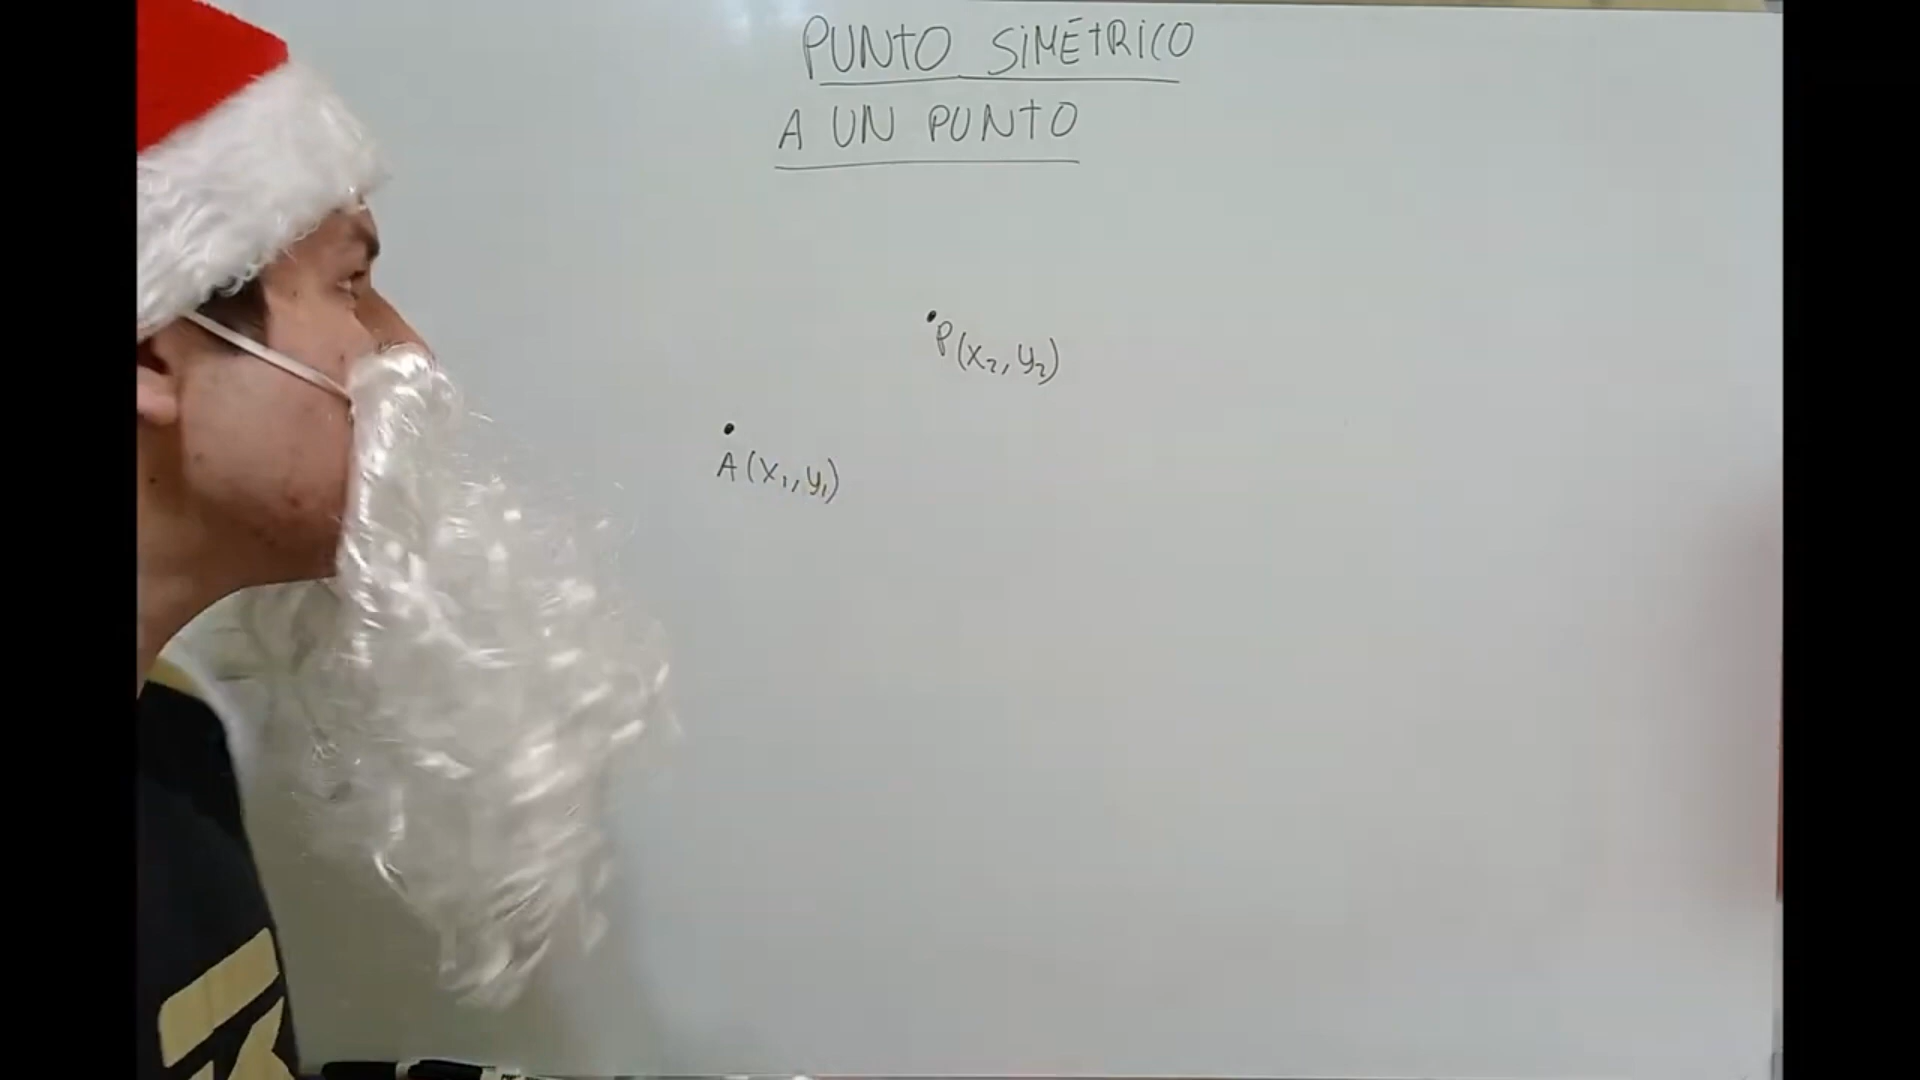 PUNTO SIMÉTRICO
A UN PUNTO
P(x₂, y₂)
A(x₁, y₁)